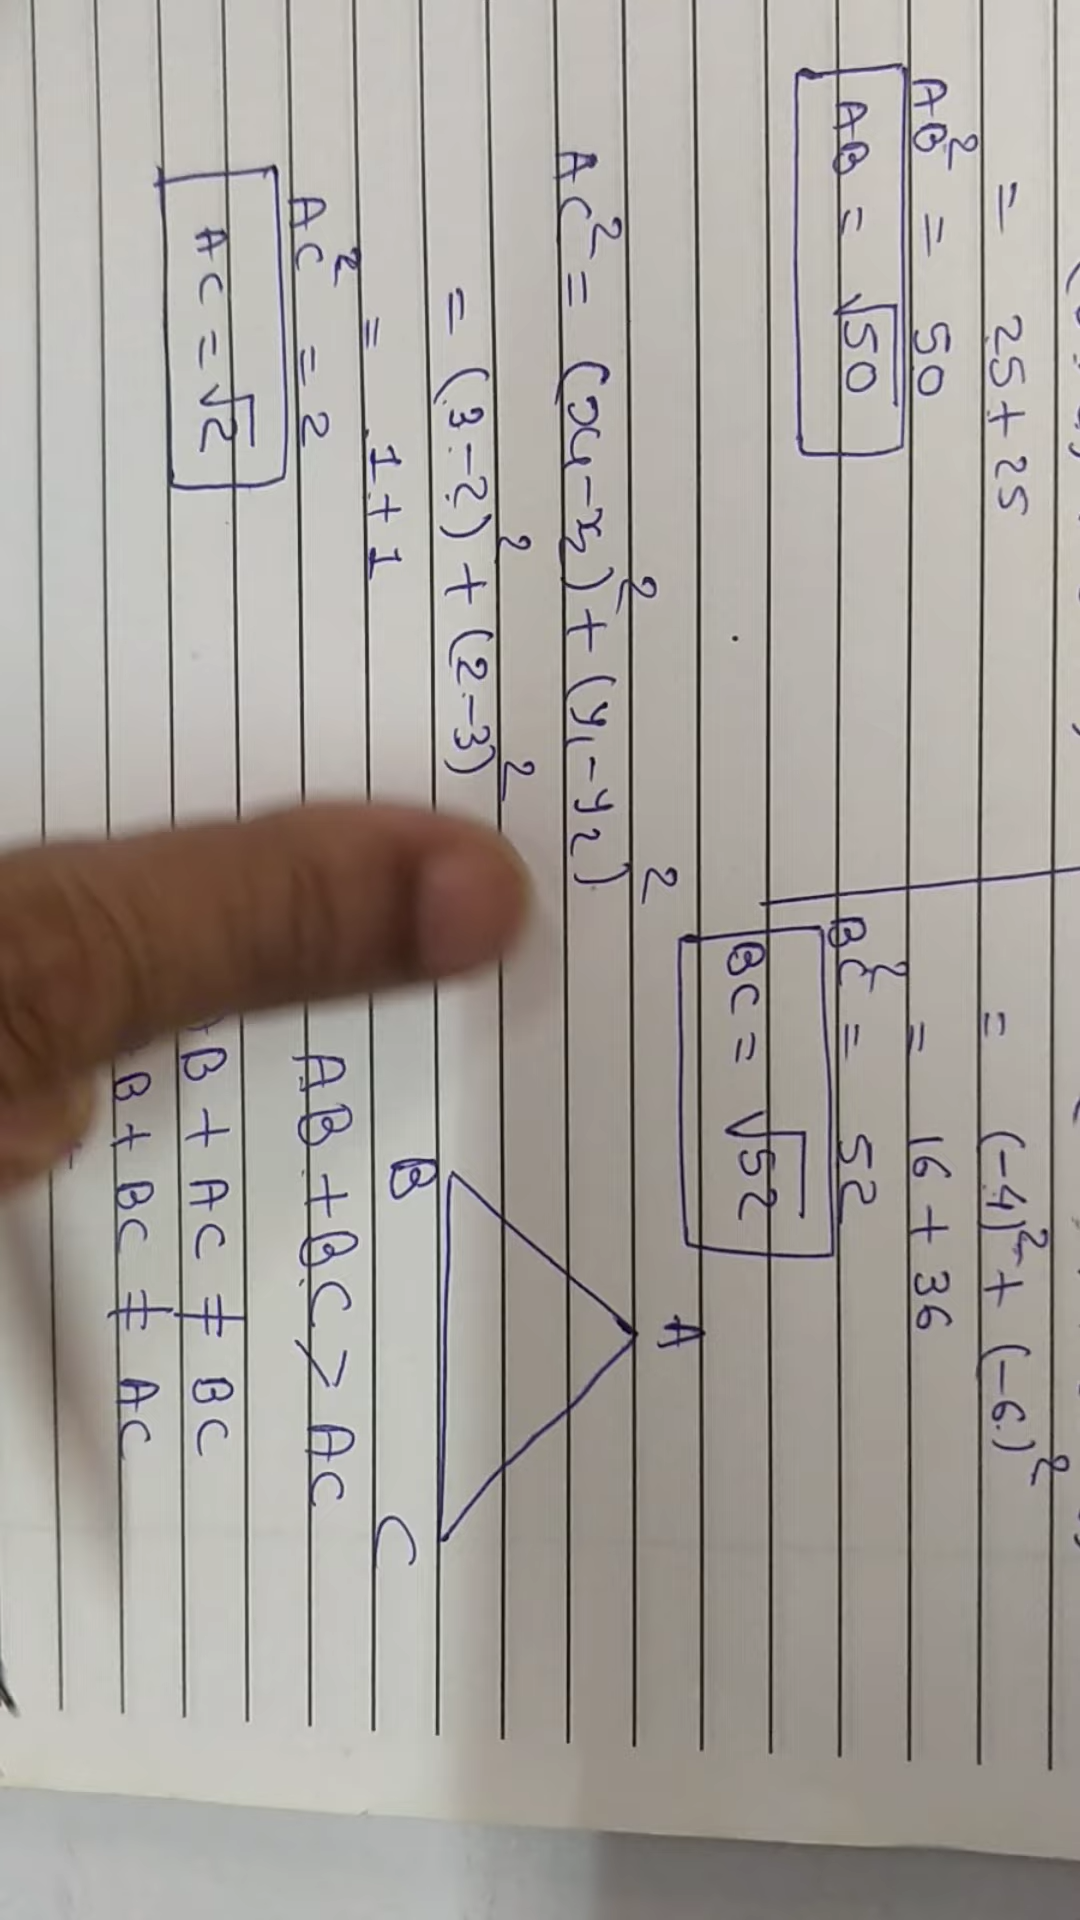 = 25+25
AB² = 50
AB = √50
= (-4)² + (-6)²
= 16 + 36
BC² = 52
BC = √52
AC² = (x₁-x₂)² + (y₁-y₂)²
= (3-2)² + (2-3)²
= 1+1
AC² = 2
AC = √2
A
B
C
AB+BC > AC
B + AC ≠ BC
B + BC ≠ AC